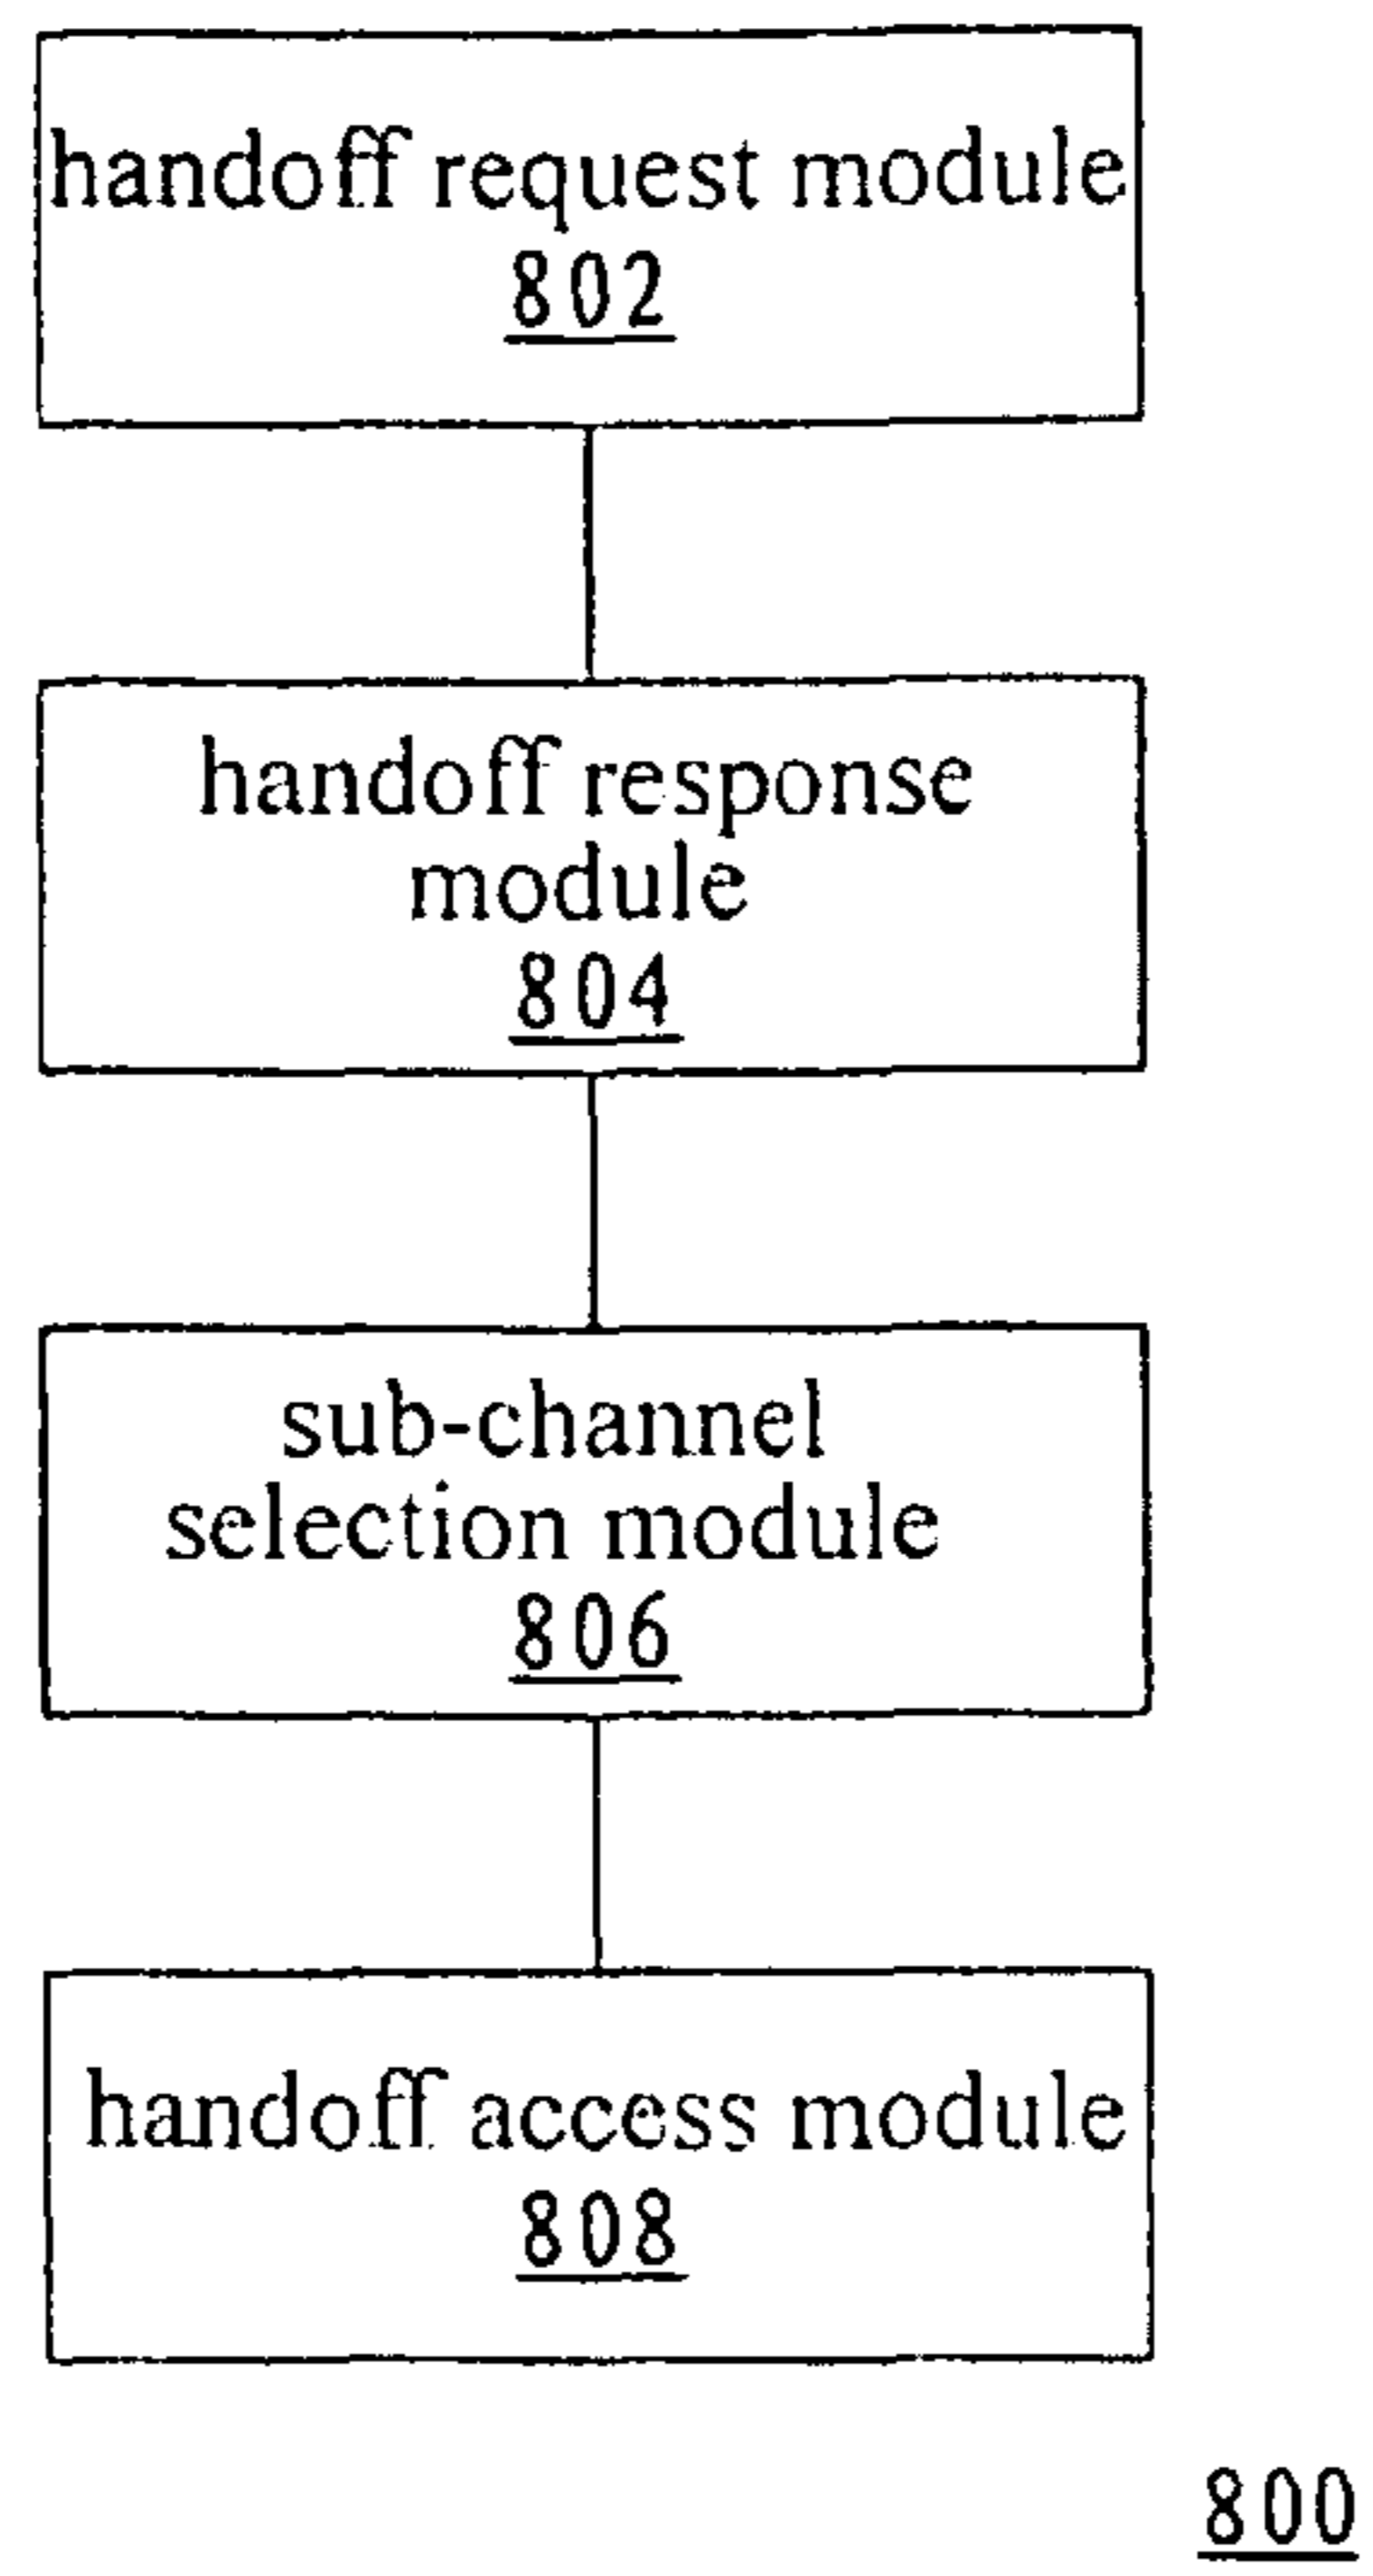 handoff request module
802
handoff response
module
804
sub-channel
selection module
806
handoff access module
808
800